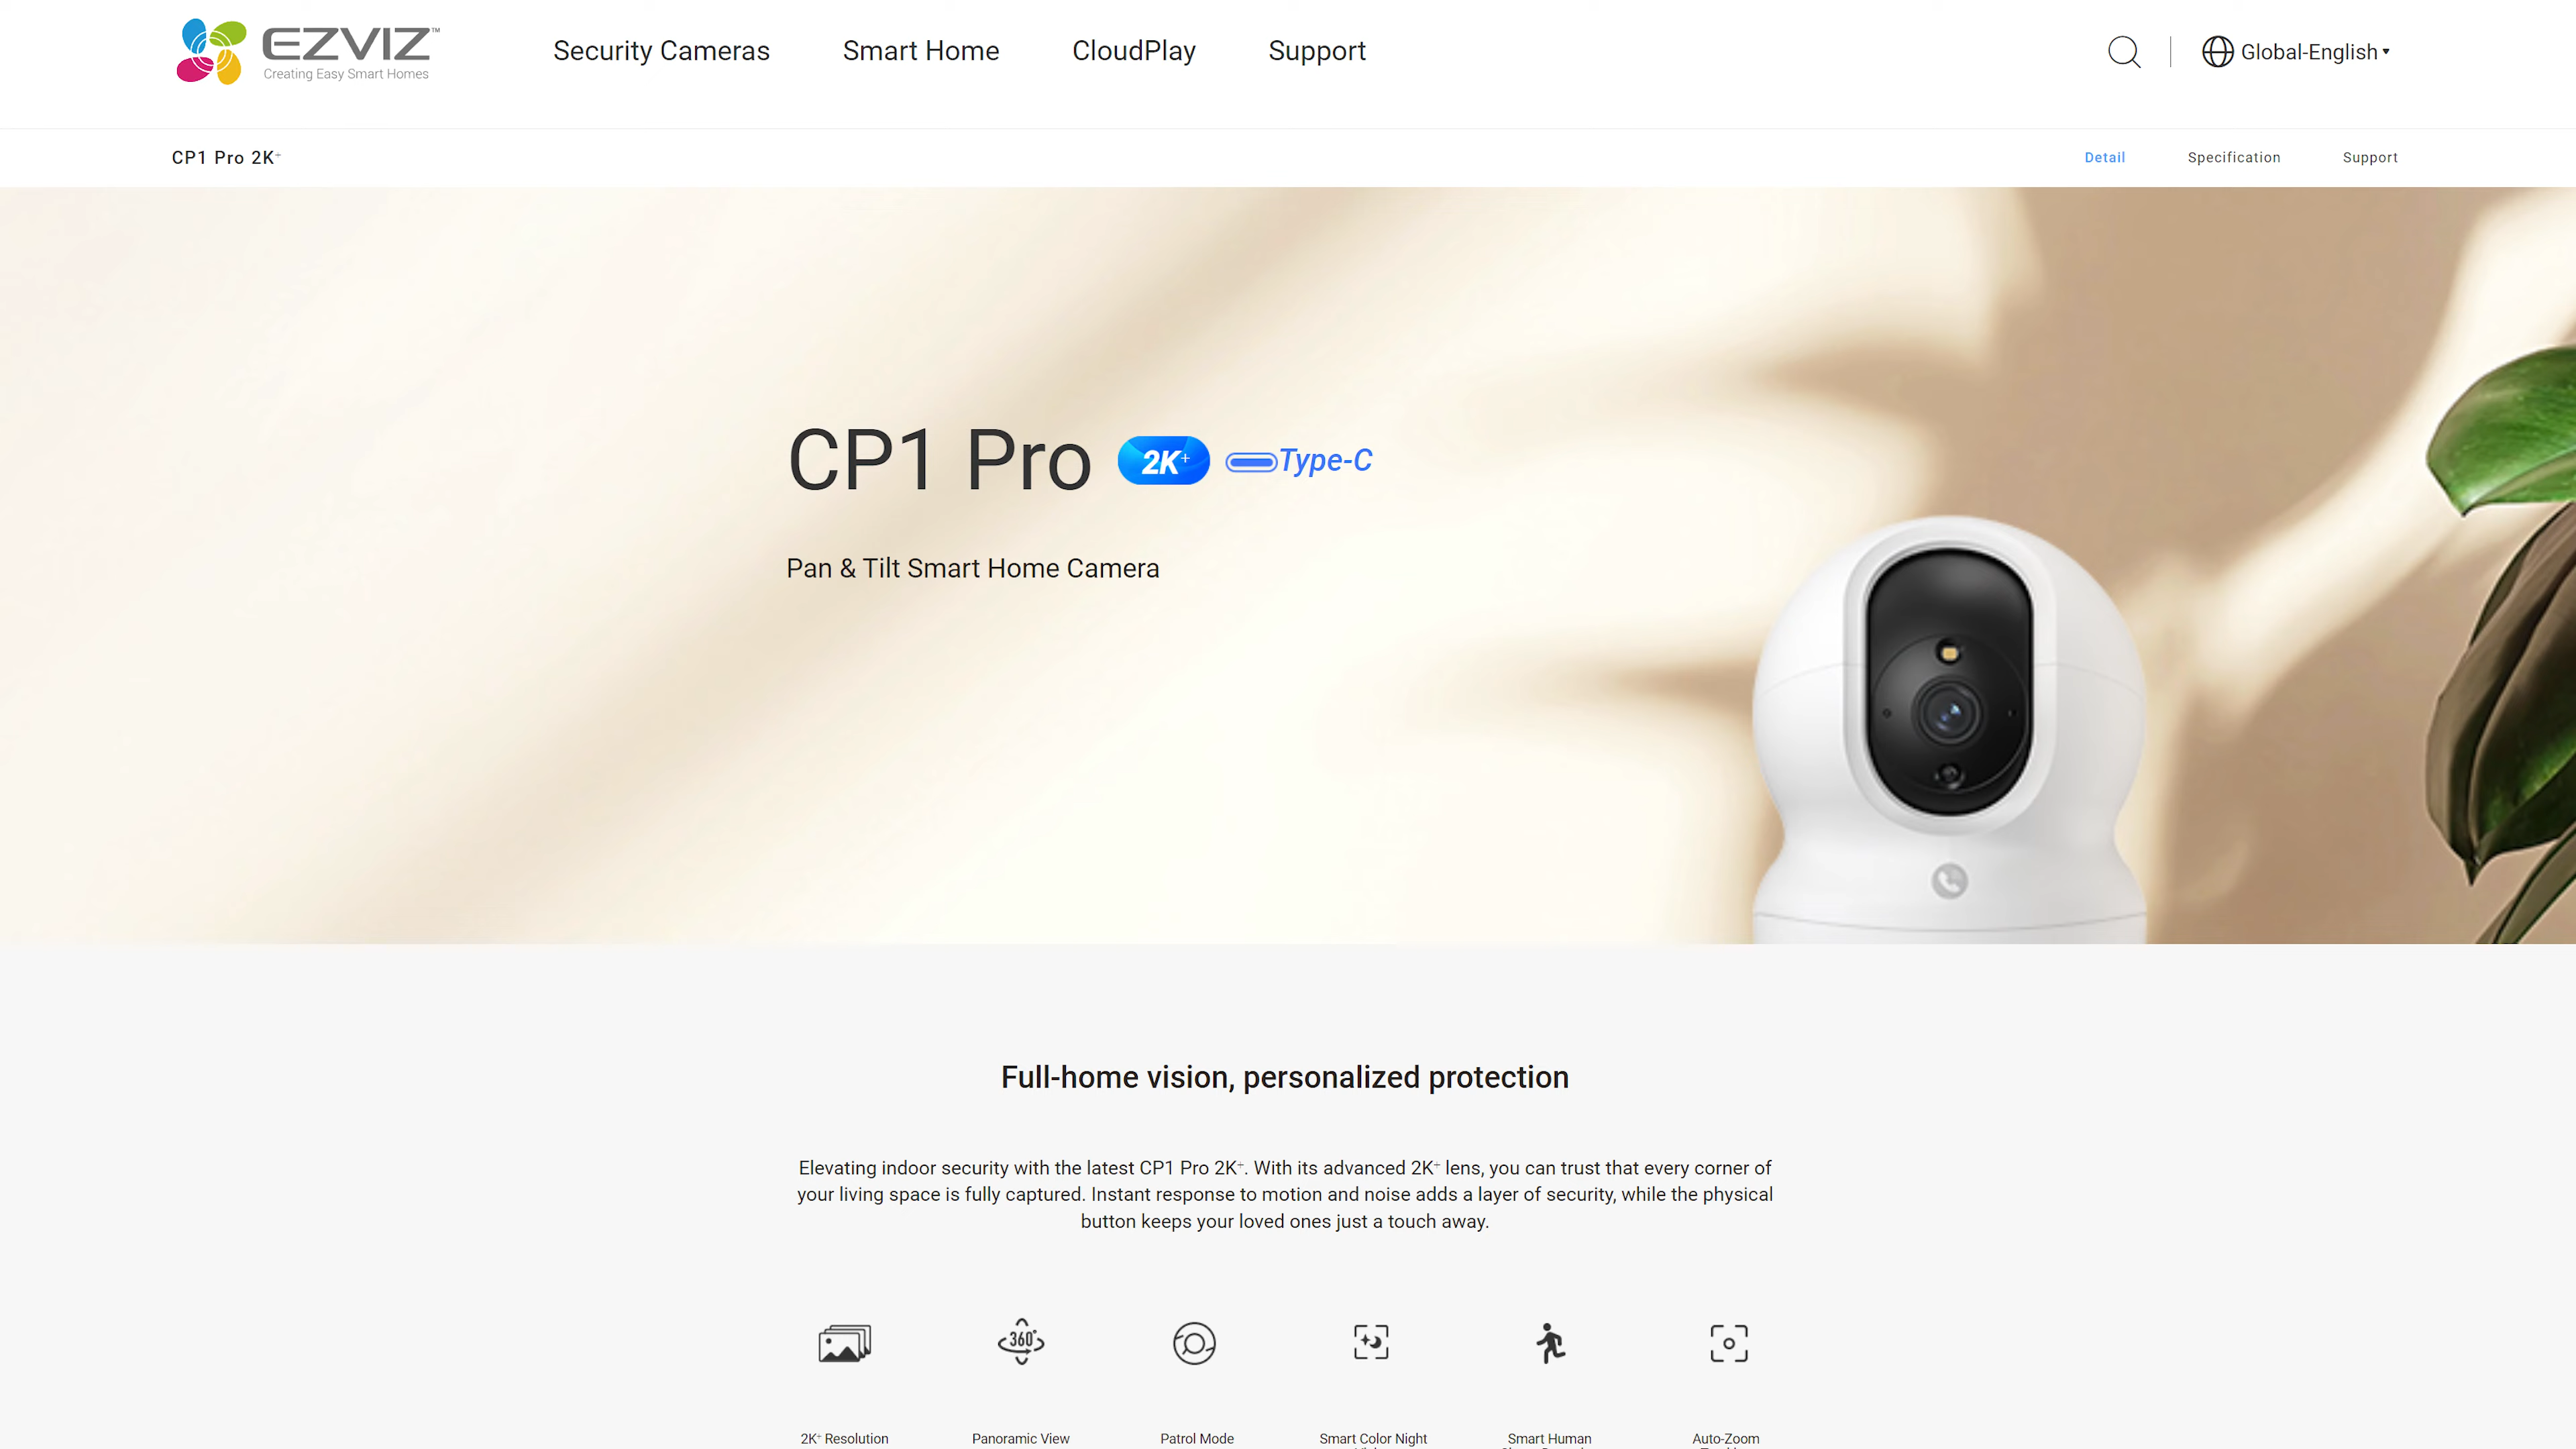 EZVIZ™
Creating Easy Smart Homes
Security Cameras
Smart Home
CloudPlay
Support
Global-English
CP1 Pro 2K⁺
Detail
Specification
Support
CP1 Pro 2K⁺ Type-C
Pan & Tilt Smart Home Camera
Full-home vision, personalized protection
Elevating indoor security with the latest CP1 Pro 2K⁺. With its advanced 2K⁺ lens, you can trust that every corner of
your living space is fully captured. Instant response to motion and noise adds a layer of security, while the physical
button keeps your loved ones just a touch away.
360°
2K⁺ Resolution
Panoramic View
Patrol Mode
Smart Color Night
Smart Human
Auto-Zoom